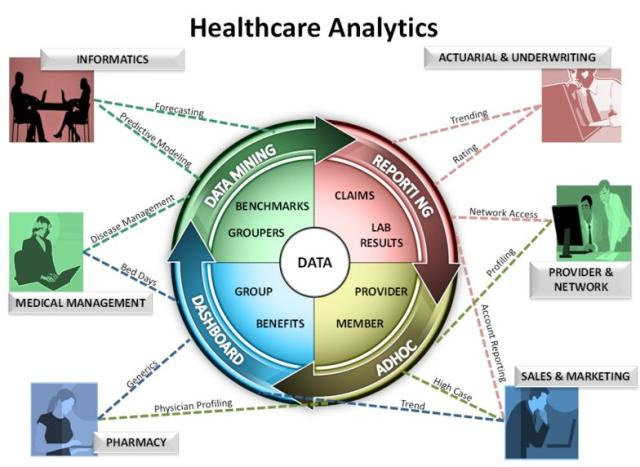 Healthcare Analytics
INFORMATICS
ACTUARIAL & UNDERWRITING
Forecasting
Predictive Modeling
Trending
Rating
DATA MINING
REPORTING
BENCHMARKS
GROUPERS
CLAIMS
LAB
RESULTS
Disease Management
Bed Days
MEDICAL MANAGEMENT
Network Access
Profiling
PROVIDER &
NETWORK
DATA
GROUP
BENEFITS
PROVIDER
MEMBER
DASHBOARD
ADHOC
Account Reporting
Generics
Physician Profiling
PHARMACY
High Case
Trend
SALES & MARKETING